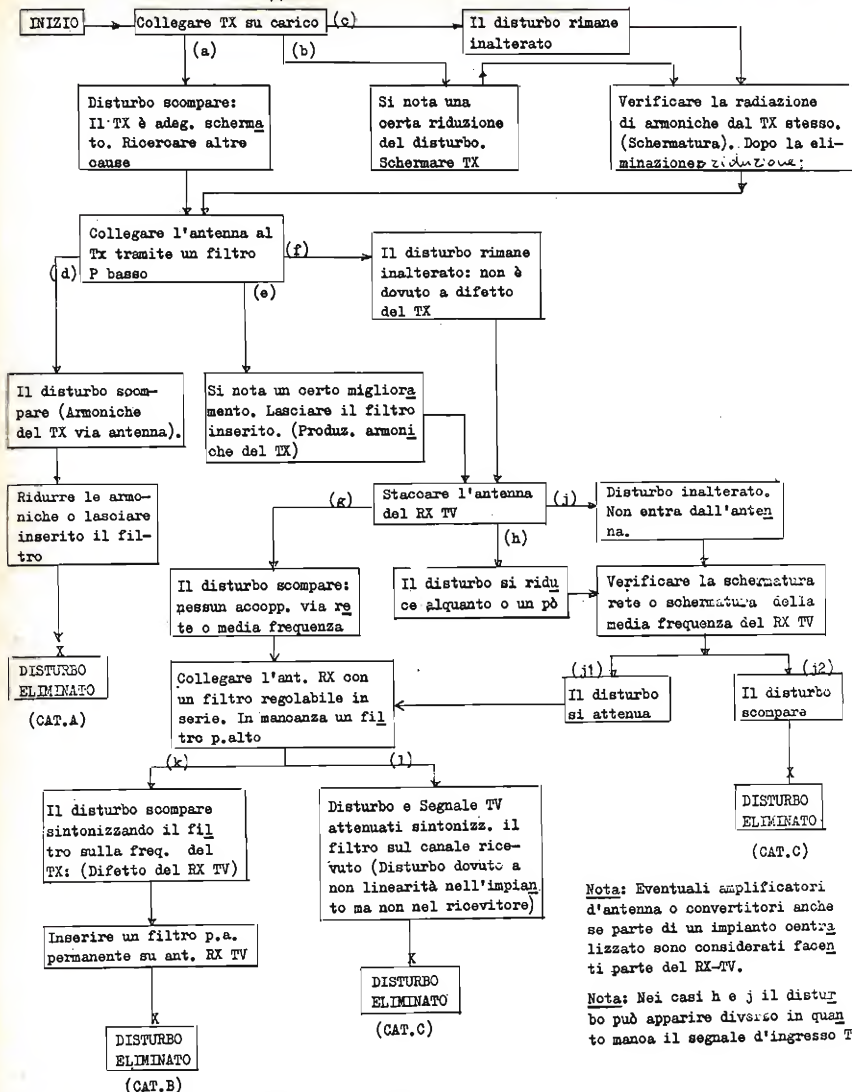 INIZIO
Collegare TX su carico
(c)
Il disturbo rimane
inalterato
(a)
(b)
Disturbo scompare:
Il TX è adeg. scherma
to. Ricercare altre
cause
Si nota una
certa riduzione
del disturbo.
Schermare TX
Verificare la radiazione
di armoniche dal TX stesso.
(Schermatura). Dopo la eli-
minazione o riduzione:
Collegare l'antenna al
Tx tramite un filtro
P basso
(f)
(d)
(e)
Il disturbo rimane
inalterato: non è
dovuto a difetto
del TX
Il disturbo scom-
pare (Armoniche
del TX via antenna).
Si nota un certo migliora
mento. Lasciare il filtro
inserito. (Produz. armoni
che del TX)
Ridurre le armo-
niche o lasciare
inserito il fil-
tro
(g)
Staccare l'antenna
del RX TV
(j)
(h)
Disturbo inalterato.
Non entra dall'anten
na.
Il disturbo scompare:
nessun accopp. via re
te o media frequenza
Il disturbo si ridu
ce alquanto o un pò
Verificare la schermatura
rete o schermatura della
media frequenza del RX TV
X
DISTURBO
ELIMINATO
(CAT.A)
Collegare l'ant. RX con
un filtro regolabile in
serie. In mancanza un fil
tro p.alto
(j1)
Il disturbo
si attenua
(j2)
Il disturbo
scompare
(k)
(l)
Il disturbo scompare
sintonizzando il fil
tro sulla freq. del
TX: (Difetto del RX TV)
Disturbo e Segnale TV
attenuati sintonizz. il
filtro sul canale rice-
vuto (Disturbo dovuto a
non linearità nell'impian
to ma non nel ricevitore)
X
DISTURBO
ELIMINATO
(CAT.C)
Inserire un filtro p.a.
permanente su ant. RX TV
X
DISTURBO
ELIMINATO
(CAT.C)
X
DISTURBO
ELIMINATO
(CAT.B)
Nota: Eventuali amplificatori
d'antenna o convertitori anche
se parte di un impianto centra
lizzato sono considerati facen
ti parte del RX-TV.
Nota: Nei casi h e j il distur
bo può apparire diverso in quan
to manca il segnale d'ingresso T